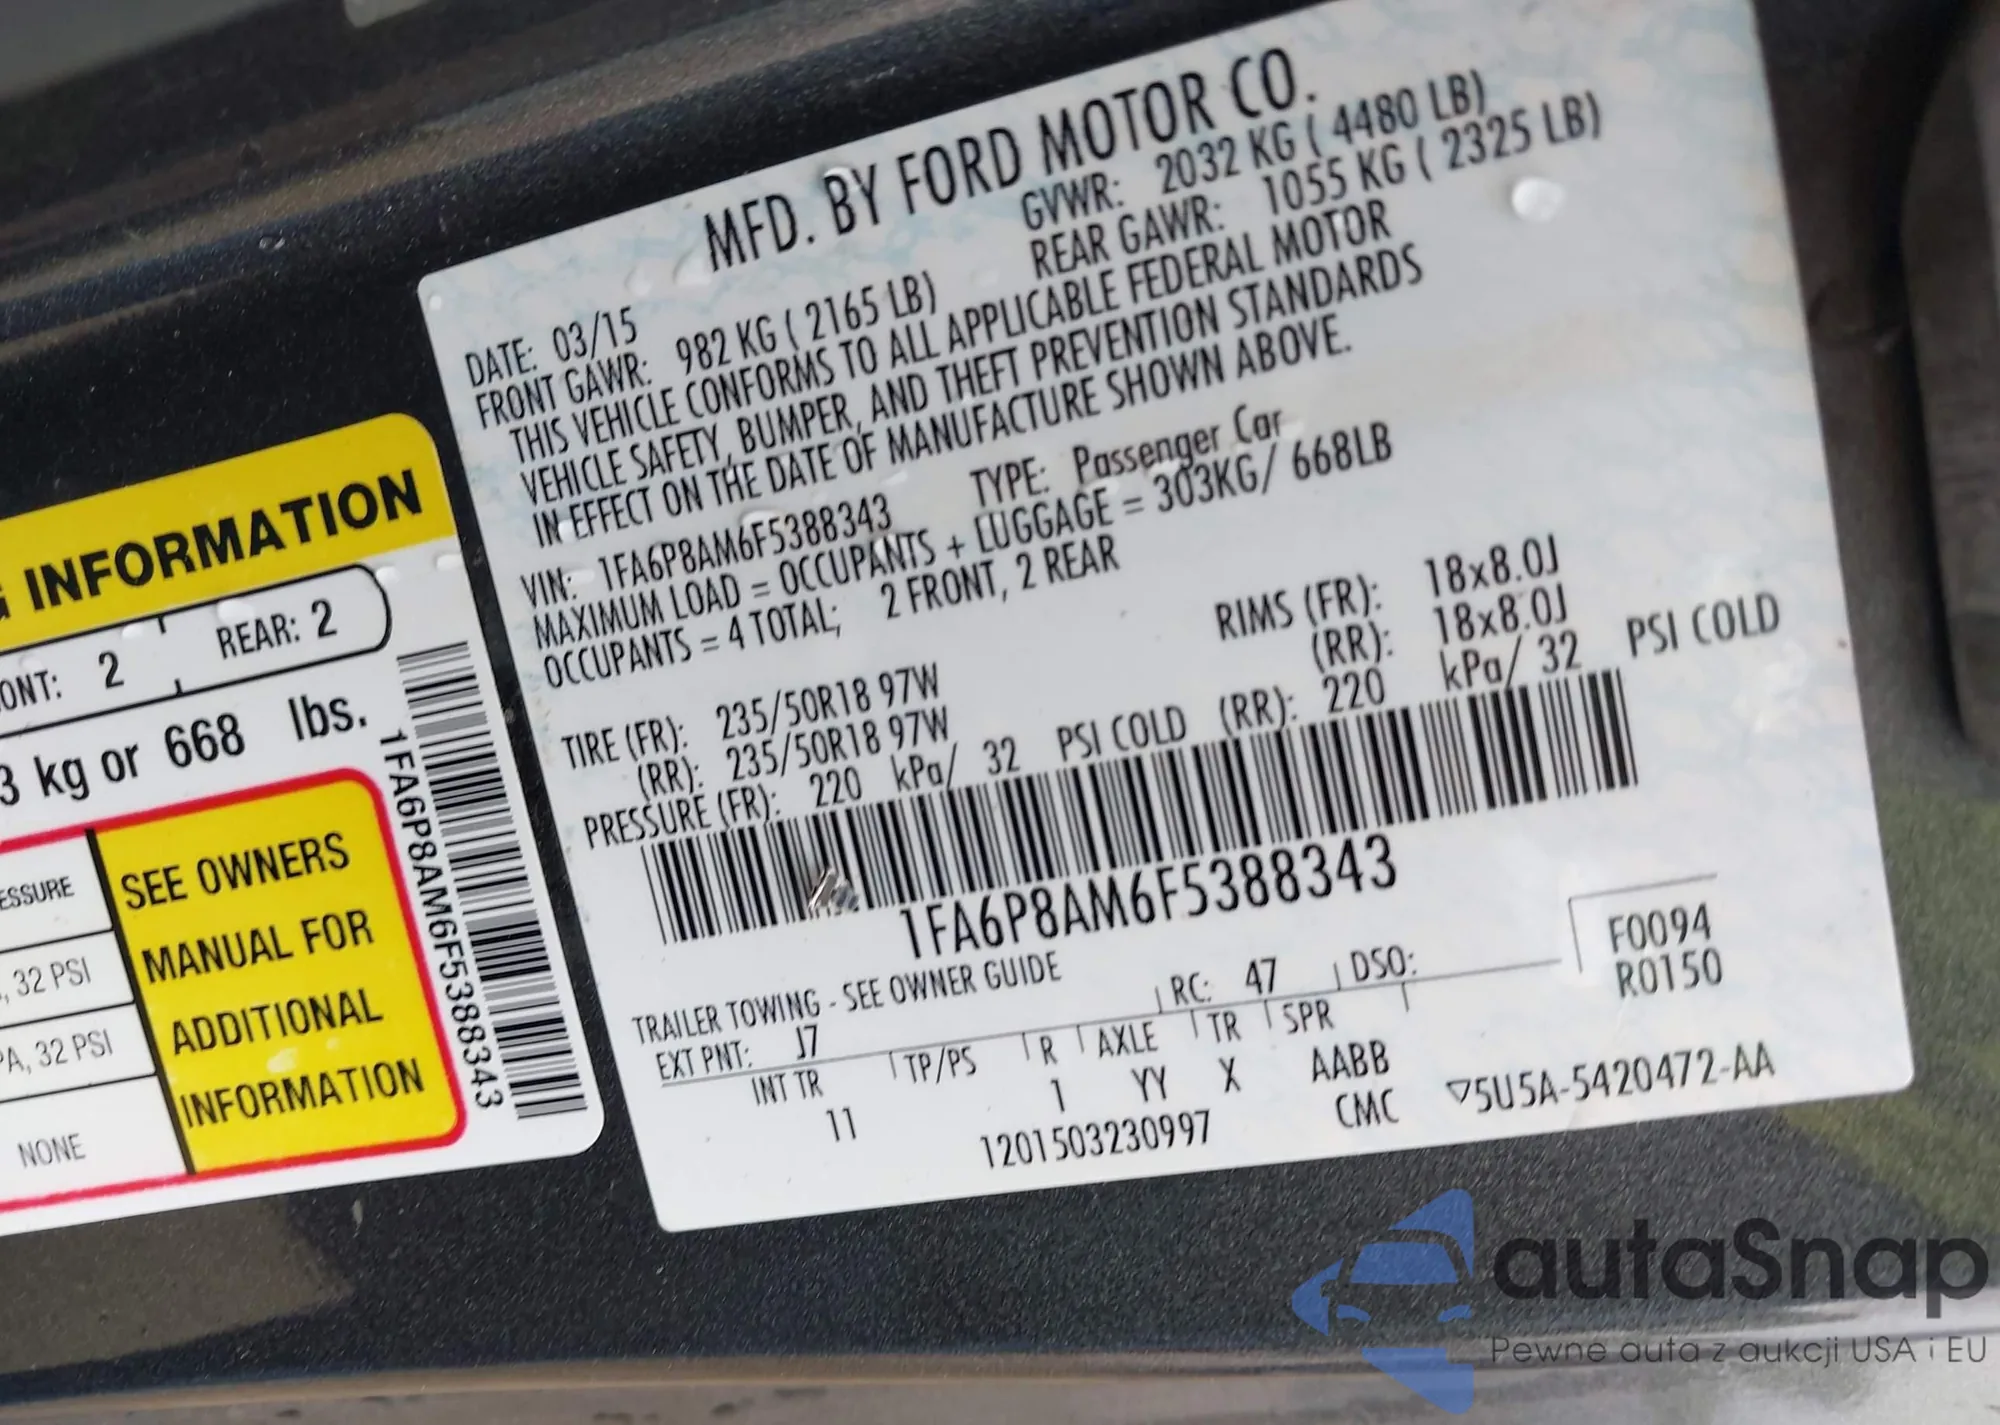 MFD. BY FORD MOTOR CO.
DATE: 03/15
GVWR: 2032 KG ( 4480 LB)
FRONT GAWR: 982 KG ( 2165 LB)
REAR GAWR: 1055 KG ( 2325 LB)
THIS VEHICLE CONFORMS TO ALL APPLICABLE FEDERAL MOTOR
VEHICLE SAFETY, BUMPER, AND THEFT PREVENTION STANDARDS
IN EFFECT ON THE DATE OF MANUFACTURE SHOWN ABOVE.
VIN: 1FA6P8AM6F5388343 TYPE: Passenger Car
MAXIMUM LOAD = OCCUPANTS + LUGGAGE = 303KG/ 668LB
OCCUPANTS = 4 TOTAL; 2 FRONT, 2 REAR
TIRE (FR): 235/50R18 97W RIMS (FR): 18x8.0J
(RR): 235/50R18 97W (RR): 18x8.0J
PRESSURE (FR): 220 kPa/ 32 PSI COLD (RR): 220 kPa/ 32 PSI COLD
1FA6P8AM6F5388343
F0094
R0150
TRAILER TOWING - SEE OWNER GUIDE
EXT PNT: J7 RC: 47 DSO:
INT TR TP/PS R AXLE TR SPR
11 1 YY X AABB
1201503230997 CMC
▽5U5A-5420472-AA
INFORMATION
ONT: 2 REAR: 2
3 kg or 668 lbs.
1FA6P8AM6F5388343
ESSURE
, 32 PSI
PA, 32 PSI
NONE
SEE OWNERS
MANUAL FOR
ADDITIONAL
INFORMATION
autaSnap
Pewne auta z aukcji USA i EU